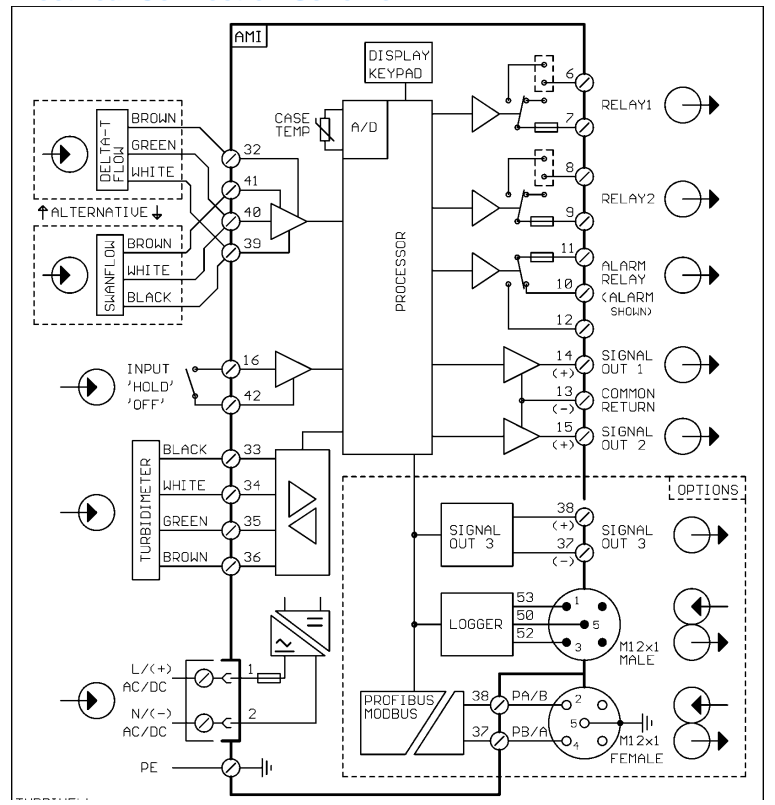 AMI
DISPLAY
KEYPAD
CASE
TEMP
A/D
PROCESSOR
DELTA-T
FLOW
BROWN
GREEN
WHITE
32
41
40
39
ALTERNATIVE
SWANFLOW
BROWN
WHITE
BLACK
INPUT
'HOLD'
'OFF'
16
42
TURBIDIMETER
BLACK
33
WHITE
34
GREEN
35
BROWN
36
L/(+)
AC/DC
1
N/(-)
AC/DC
2
PE
6
RELAY1
7
8
RELAY2
9
11
ALARM
RELAY
10
(ALARM
SHOWN)
12
14
(+)
SIGNAL
OUT 1
13
(-)
COMMON
RETURN
15
(+)
SIGNAL
OUT 2
OPTIONS
SIGNAL
OUT 3
38
(+)
37
(-)
SIGNAL
OUT 3
LOGGER
53
50
52
1
5
3
M12x1
MALE
PROFIBUS
MODBUS
38
PA/B
37
PB/A
2
5
4
M12x1
FEMALE